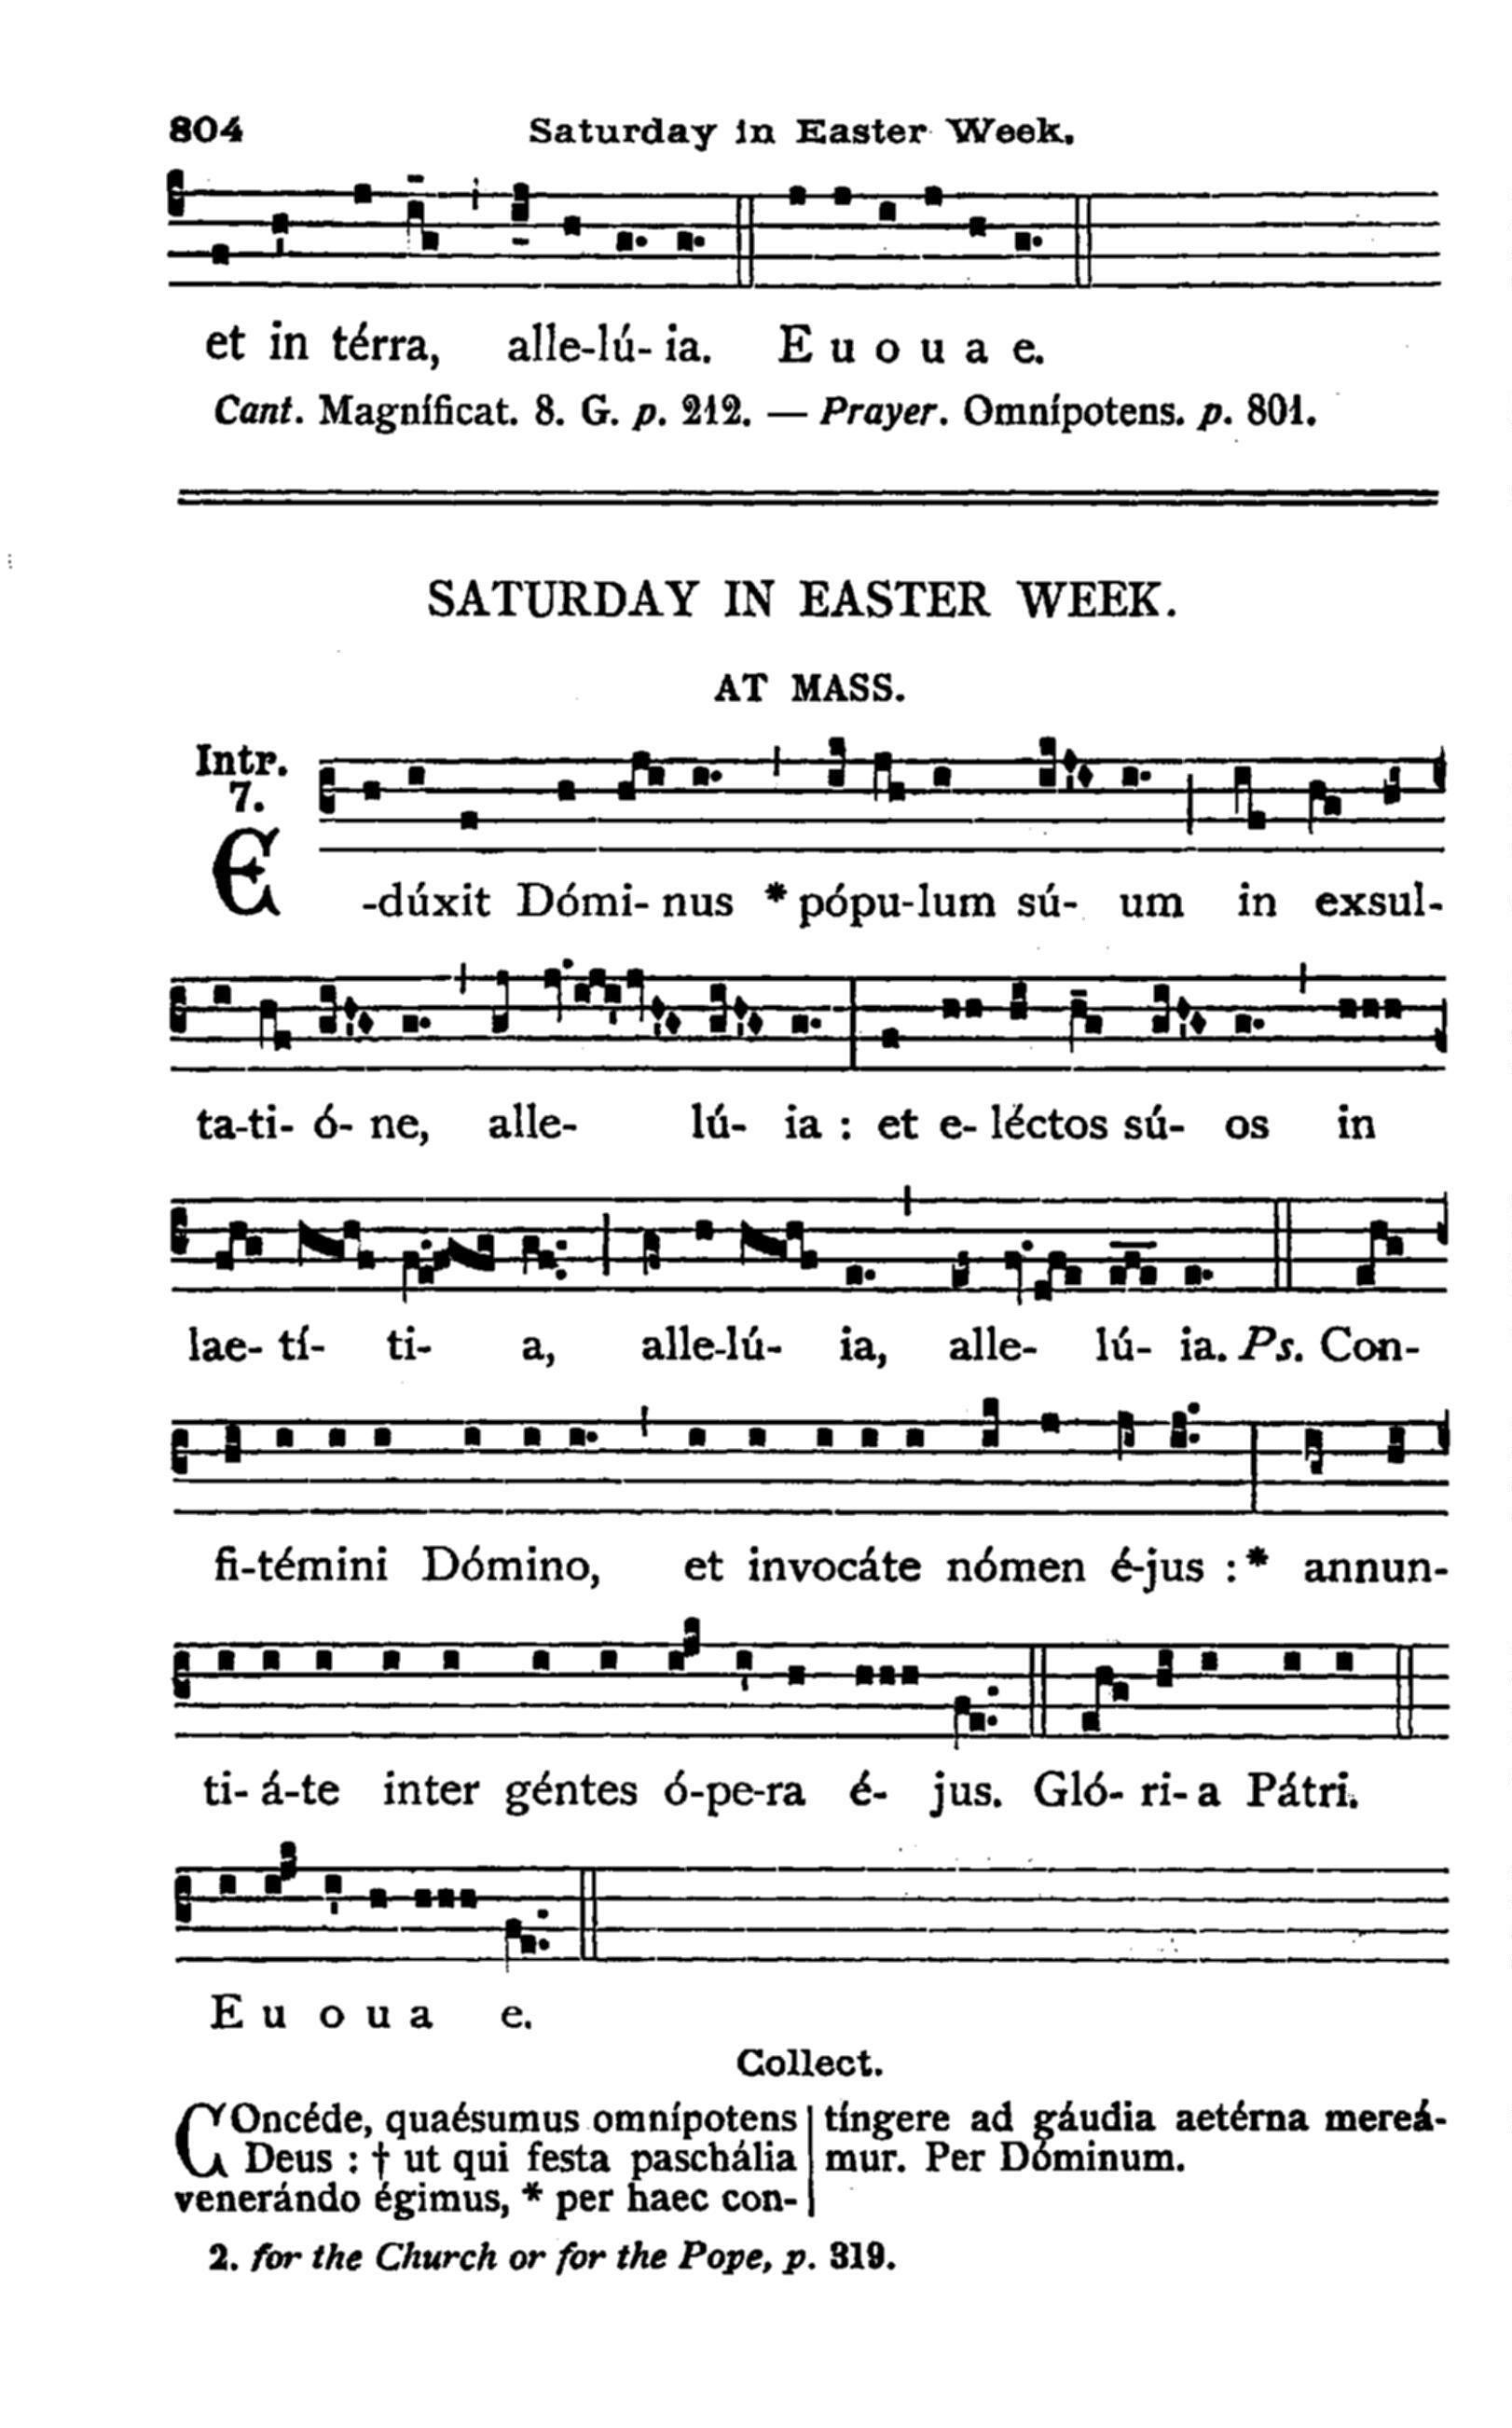 804 Saturday in Easter Week.
et in térra, alle-lú- ia. E u o u a e.
Cant. Magníficat. 8. G. p. 212. — Prayer. Omnípotens. p. 801.
SATURDAY IN EASTER WEEK.
AT MASS.
Intr.
7.
E-dúxit Dómi- nus * pópu-lum sú- um in exsul-
ta-ti- ó- ne, alle- lú- ia : et e- léctos sú- os in
lae- tí- ti- a, alle-lú- ia, alle- lú- ia. Ps. Con-
fi-témini Dómino, et invocáte nómen é-jus : * annun-
ti- á-te inter géntes ó-pe-ra é- jus. Gló- ri- a Pátri.
E u o u a e.
Collect.
COncéde, quaésumus omnípotens
Deus : † ut qui festa paschália
venerándo égimus, * per haec con-
tíngere ad gáudia aetérna mereá-
mur. Per Dóminum.
2. for the Church or for the Pope, p. 319.